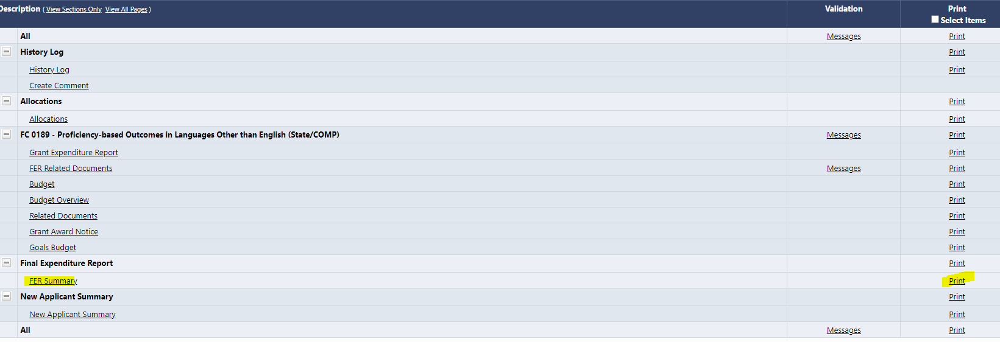 Description ( View Sections Only View All Pages ) Validation Print
Select Items
All Messages Print
History Log Print
History Log Print
Create Comment
Allocations Print
Allocations Print
FC 0189 - Proficiency-based Outcomes in Languages Other than English (State/COMP) Messages Print
Grant Expenditure Report Print
FER Related Documents Messages Print
Budget Print
Budget Overview Print
Related Documents Print
Grant Award Notice Print
Goals Budget Print
Final Expenditure Report Print
FER Summary Print
New Applicant Summary Print
New Applicant Summary Print
All Messages Print